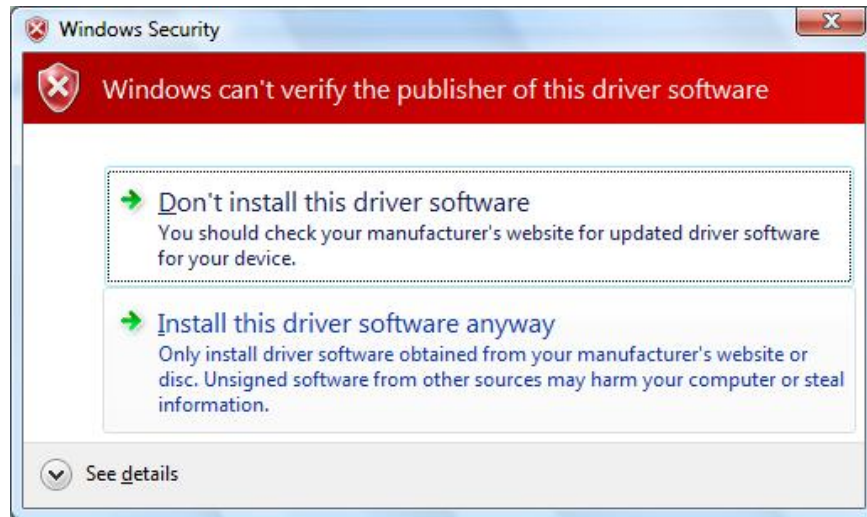 Windows Security
Windows can't verify the publisher of this driver software
Don't install this driver software
You should check your manufacturer's website for updated driver software
for your device.
Install this driver software anyway
Only install driver software obtained from your manufacturer's website or
disc. Unsigned software from other sources may harm your computer or steal
information.
See details